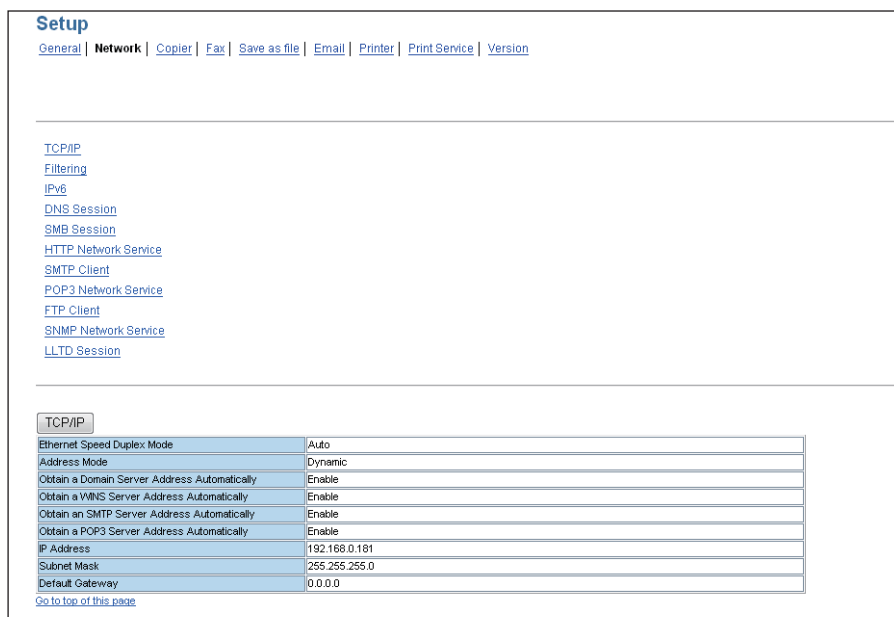 Setup
General | Network | Copier | Fax | Save as file | Email | Printer | Print Service | Version
TCP/IP
Filtering
IPv6
DNS Session
SMB Session
HTTP Network Service
SMTP Client
POP3 Network Service
FTP Client
SNMP Network Service
LLTD Session
TCP/IP
Ethernet Speed Duplex Mode Auto
Address Mode Dynamic
Obtain a Domain Server Address Automatically Enable
Obtain a WINS Server Address Automatically Enable
Obtain an SMTP Server Address Automatically Enable
Obtain a POP3 Server Address Automatically Enable
IP Address 192.168.0.181
Subnet Mask 255.255.255.0
Default Gateway 0.0.0.0
Go to top of this page